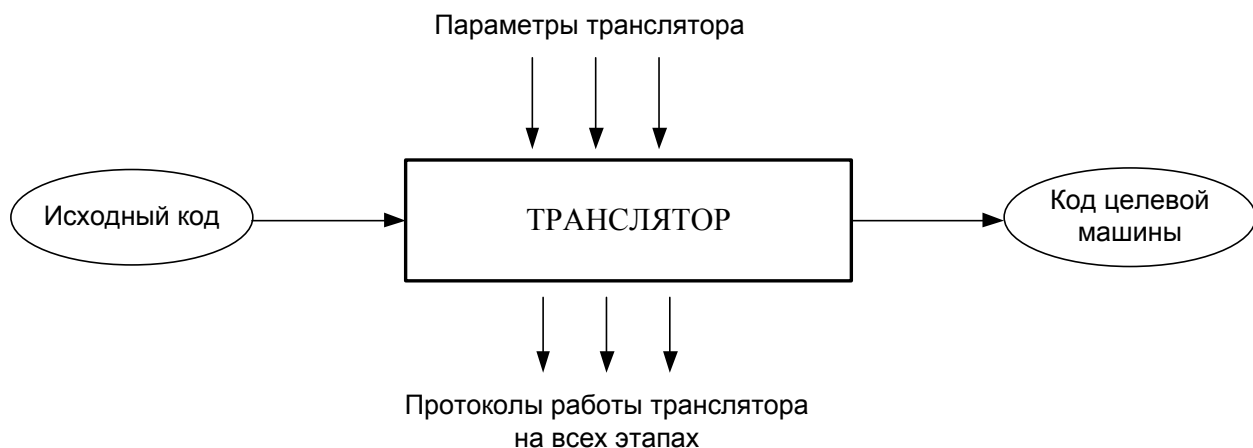 Параметры транслятора
Исходный код
ТРАНСЛЯТОР
Код целевой
машины
Протоколы работы транслятора
на всех этапах